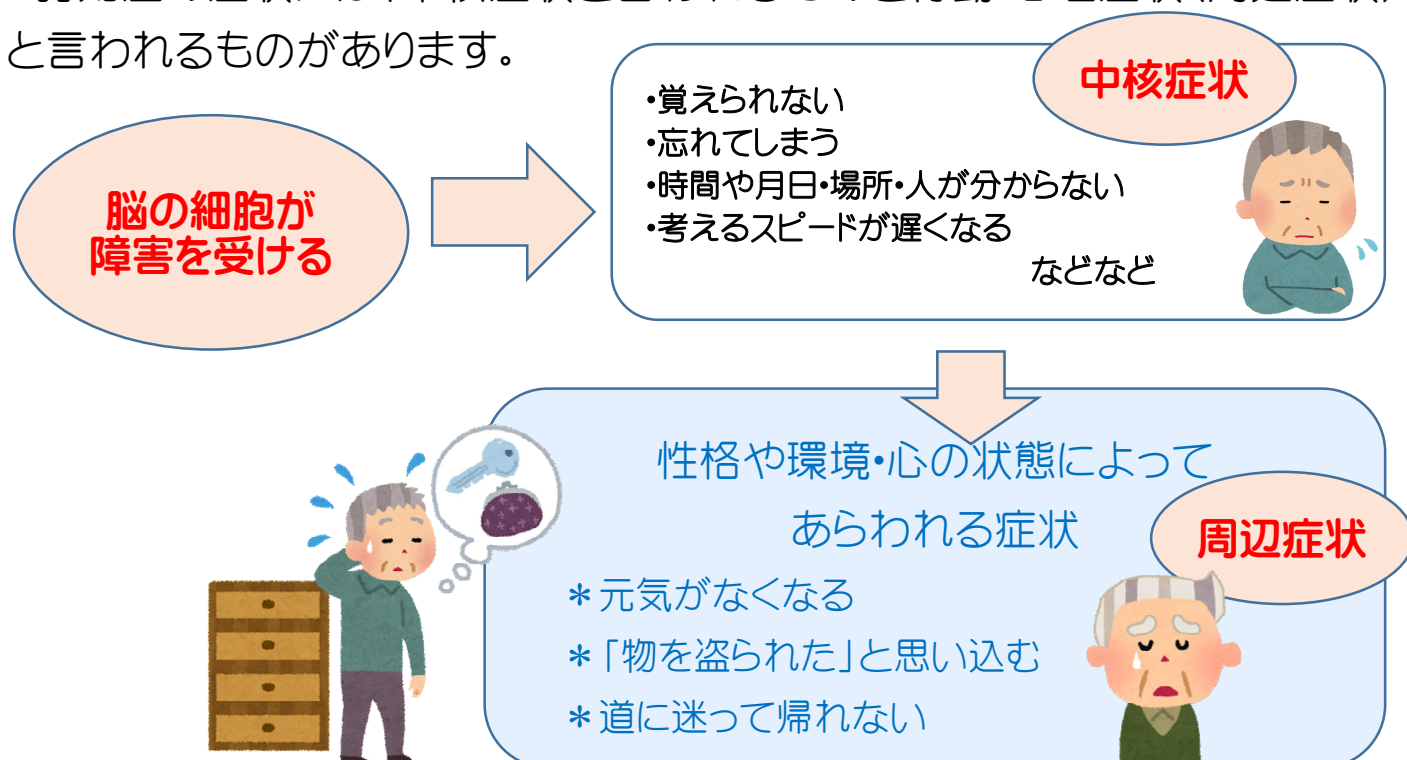 と言われるものがあります。
中核症状
・覚えられない
・忘れてしまう
・時間や月日・場所・人が分からない
・考えるスピードが遅くなる
などなど
脳の細胞が
障害を受ける
性格や環境・心の状態によって
あらわれる症状
周辺症状
＊元気がなくなる
＊「物を盗られた」と思い込む
＊道に迷って帰れない